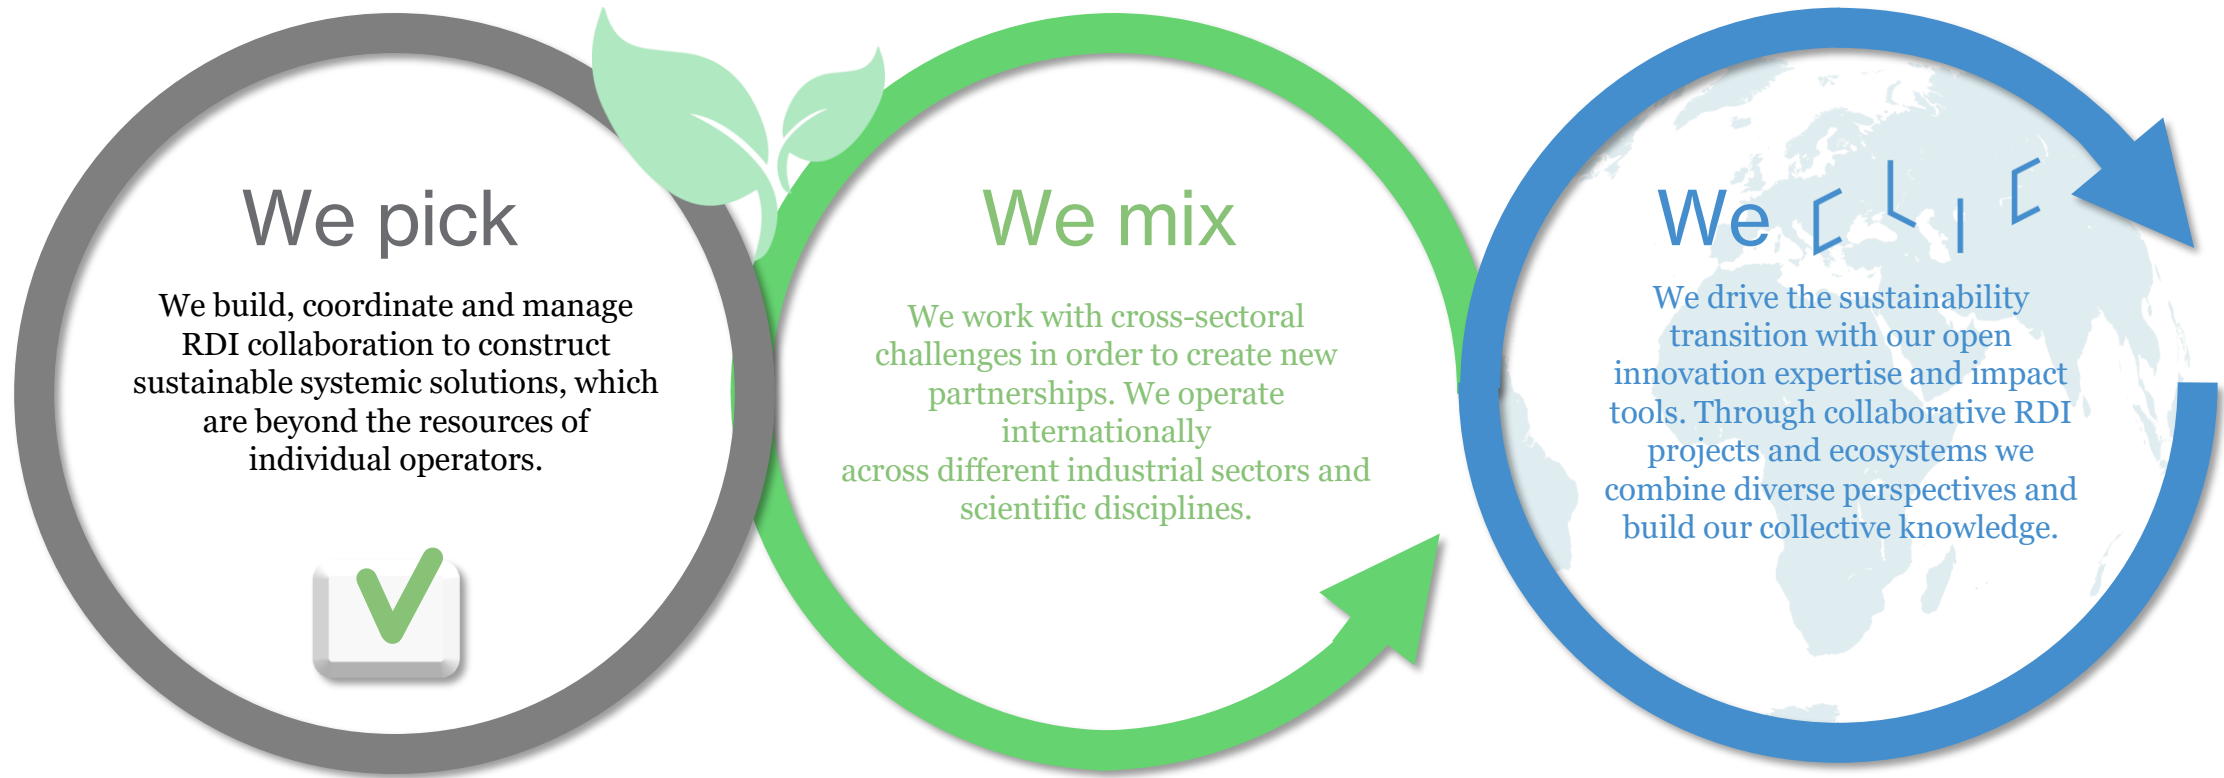 We pick
We build, coordinate and manage
RDI collaboration to construct
sustainable systemic solutions, which
are beyond the resources of
individual operators.
We mix
We work with cross-sectoral
challenges in order to create new
partnerships. We operate
internationally
across different industrial sectors and
scientific disciplines.
We CLIC
We drive the sustainability
transition with our open
innovation expertise and impact
tools. Through collaborative RDI
projects and ecosystems we
combine diverse perspectives and
build our collective knowledge.